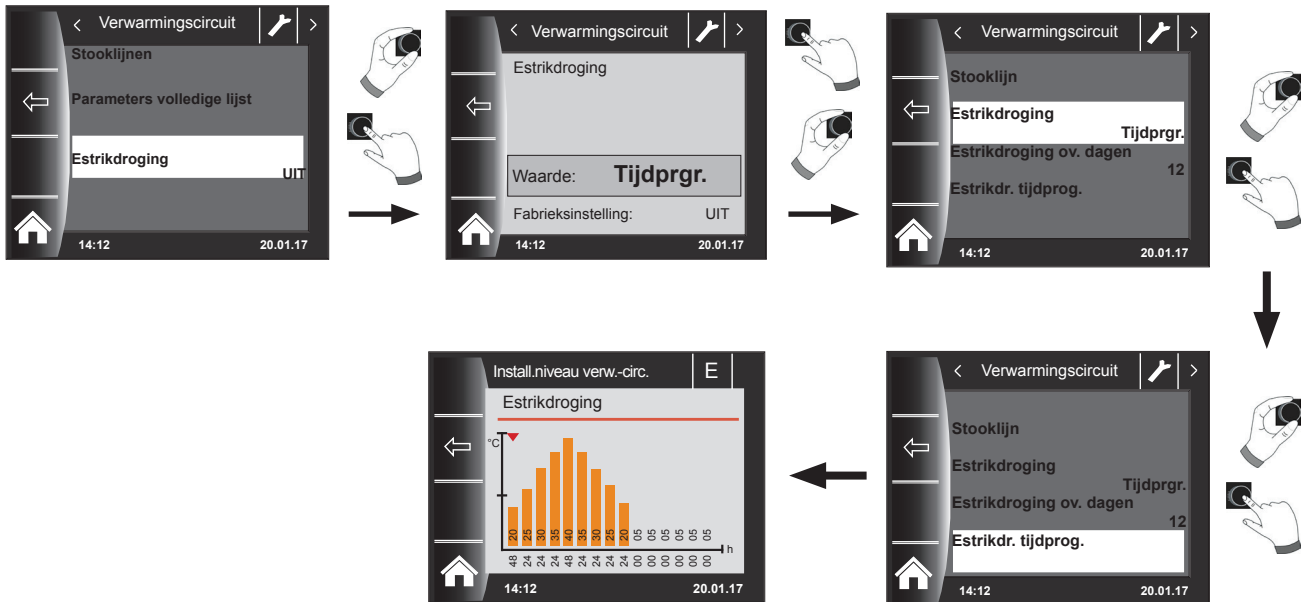 < Verwarmingscircuit >
Stooklijnen
Parameters volledige lijst
Estrikdroging
UIT
14:12 20.01.17
< Verwarmingscircuit >
Estrikdroging
Waarde: Tijdprgr.
Fabrieksinstelling: UIT
14:12 20.01.17
< Verwarmingscircuit >
Stooklijn
Estrikdroging
Tijdprgr.
Estrikdroging ov. dagen
12
Estrikdr. tijdprog.
14:12 20.01.17
Install.niveau verw.-circ. E
Estrikdroging
°C
20 25 30 35 40 35 30 25 20 05 05 05 05 05
h
48 24 24 24 48 24 24 24 24 00 00 00 00 00
14:12 20.01.17
< Verwarmingscircuit >
Stooklijn
Estrikdroging
Tijdprgr.
Estrikdroging ov. dagen
12
Estrikdr. tijdprog.
14:12 20.01.17